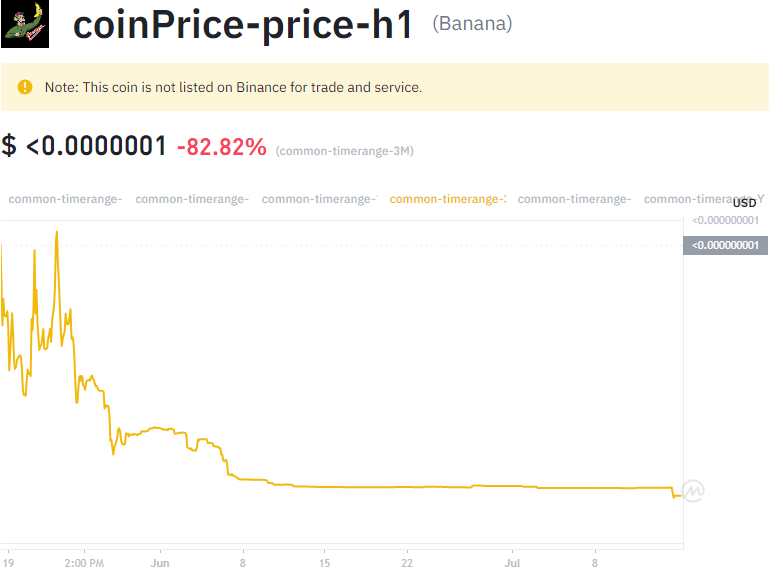 coinPrice-price-h1 (Banana)
Note: This coin is not listed on Binance for trade and service.
$ <0.0000001 -82.82% (common-timerange-3M)
common-timerange- common-timerange- common-timerange- common-timerange- common-timerange- common-timerange-Y
USD
<0.000000001
<0.000000001
19 2:00 PM Jun 8 15 22 Jul 8